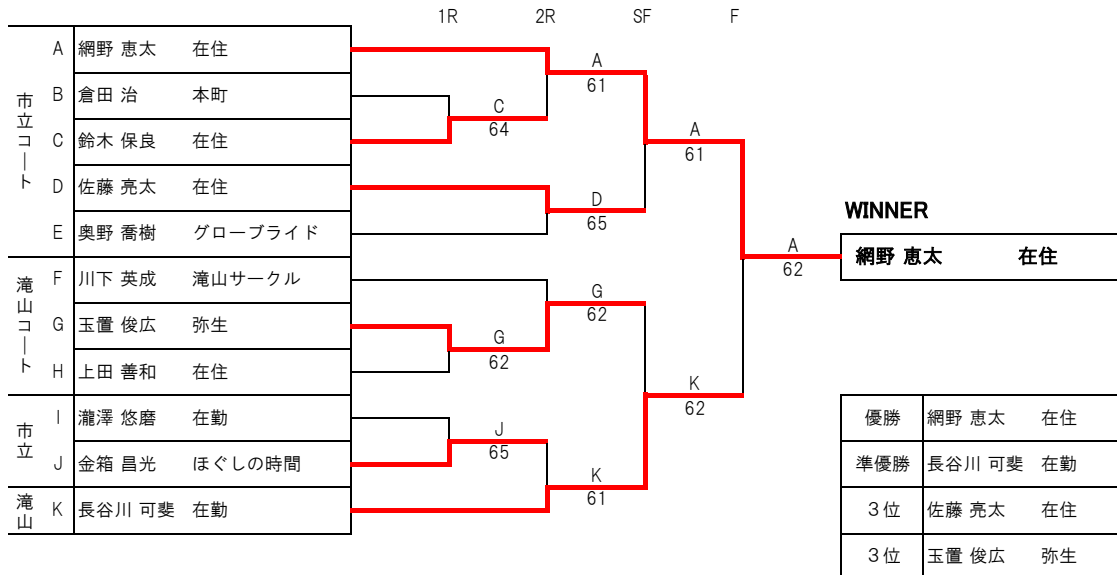 1R 2R SF F
市立コート
A 網野 恵太 在住
B 倉田 治 本町
C 鈴木 保良 在住
D 佐藤 亮太 在住
E 奥野 喬樹 グローブライド
滝山コート
F 川下 英成 滝山サークル
G 玉置 俊広 弥生
H 上田 善和 在住
市立
I 瀧澤 悠磨 在勤
J 金箱 昌光 ほぐしの時間
滝山
K 長谷川 可斐 在勤
C
64
G
62
J
65
A
61
D
65
G
62
K
61
A
61
K
62
A
62
WINNER
網野 恵太 在住
優勝 網野 恵太 在住
準優勝 長谷川 可斐 在勤
3位 佐藤 亮太 在住
3位 玉置 俊広 弥生